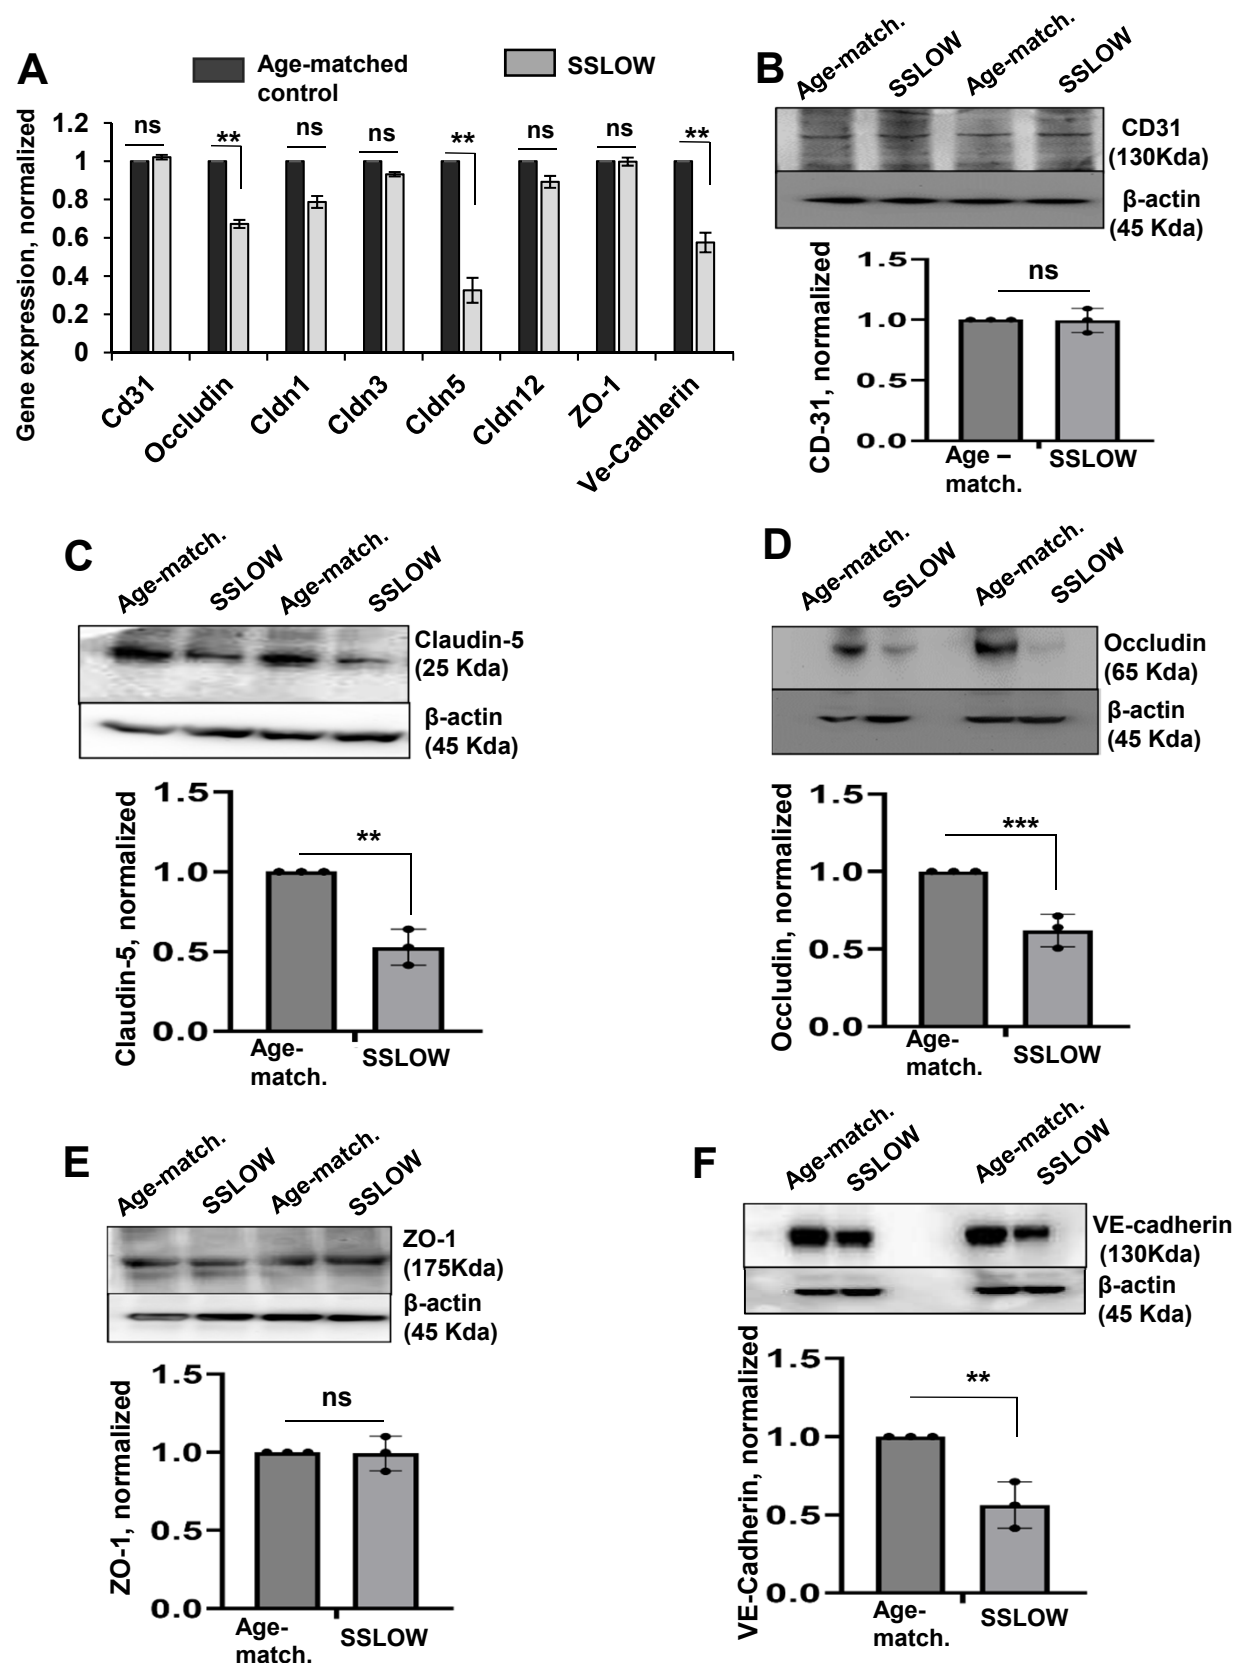 A
Age-matched
control
SSLOW
Gene expression, normalized
1.2
1
0.8
0.6
0.4
0.2
0
ns
**
ns
ns
**
ns
ns
**
Cd31
Occludin
Cldn1
Cldn3
Cldn5
Cldn12
ZO-1
Ve-Cadherin
B
Age-match.
SSLOW
Age-match.
SSLOW
CD31
(130Kda)
β-actin
(45 Kda)
CD-31, normalized
1.5
1.0
0.5
0.0
ns
Age –
match.
SSLOW
C
Age-match.
SSLOW
Age-match.
SSLOW
Claudin-5
(25 Kda)
β-actin
(45 Kda)
Claudin-5, normalized
1.5
1.0
0.5
0.0
**
Age-
match.
SSLOW
D
Age-match.
SSLOW
Age-match.
SSLOW
Occludin
(65 Kda)
β-actin
(45 Kda)
Occludin, normalized
1.5
1.0
0.5
0.0
***
Age-
match.
SSLOW
E
Age-match.
SSLOW
Age-match.
SSLOW
ZO-1
(175Kda)
β-actin
(45 Kda)
ZO-1, normalized
1.5
1.0
0.5
0.0
ns
Age-
match.
SSLOW
F
Age-match.
SSLOW
Age-match.
SSLOW
VE-cadherin
(130Kda)
β-actin
(45 Kda)
VE-Cadherin, normalized
1.5
1.0
0.5
0.0
**
Age-
match.
SSLOW